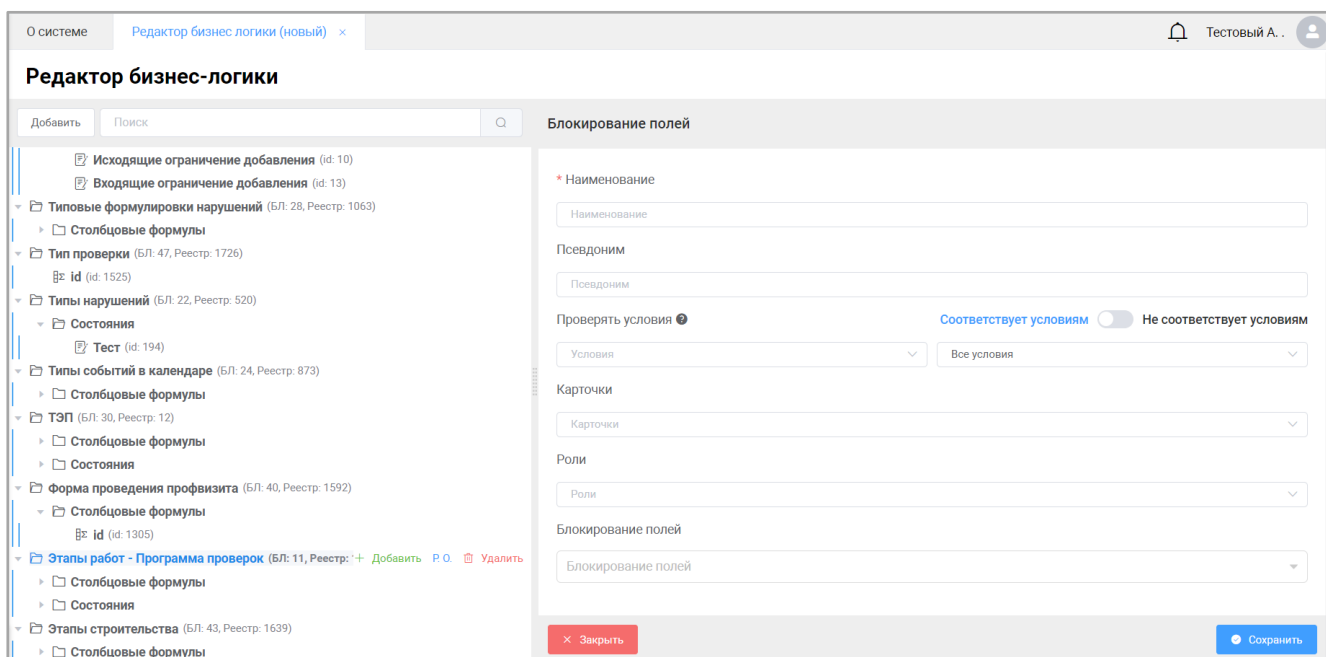 О системе
Редактор бизнес логики (новый) ×
Тестовый А. .
Редактор бизнес-логики
Добавить
Поиск
Исходящие ограничение добавления (id: 10)
Входящие ограничение добавления (id: 13)
Типовые формулировки нарушений (БЛ: 28, Реестр: 1063)
Столбцовые формулы
Тип проверки (БЛ: 47, Реестр: 1726)
id (id: 1525)
Типы нарушений (БЛ: 22, Реестр: 520)
Состояния
Тест (id: 194)
Типы событий в календаре (БЛ: 24, Реестр: 873)
Столбцовые формулы
ТЭП (БЛ: 30, Реестр: 12)
Столбцовые формулы
Состояния
Форма проведения профвизита (БЛ: 40, Реестр: 1592)
Столбцовые формулы
id (id: 1305)
Этапы работ - Программа проверок (БЛ: 11, Реестр: + Добавить Р. О. Удалить
Столбцовые формулы
Состояния
Этапы строительства (БЛ: 43, Реестр: 1639)
Столбцовые формулы
Блокирование полей
* Наименование
Наименование
Псевдоним
Псевдоним
Проверять условия ? Соответствует условиям Не соответствует условиям
Условия Все условия
Карточки
Карточки
Роли
Роли
Блокирование полей
Блокирование полей
× Закрыть
Сохранить